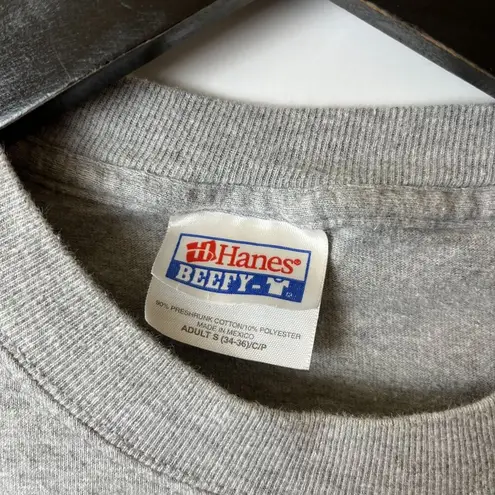 Hanes®
BEEFY-T
90% PRESHRUNK COTTON/10% POLYESTER
MADE IN MEXICO
ADULT S (34-36)/C/P